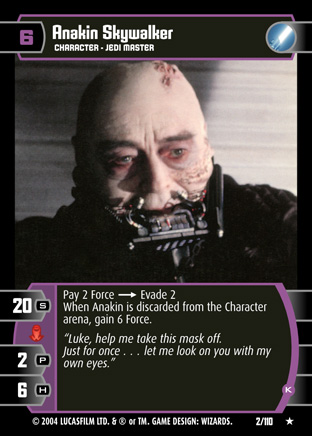 6 Anakin Skywalker
CHARACTER - JEDI MASTER
Pay 2 Force → Evade 2
When Anakin is discarded from the Character
arena, gain 6 Force.
"Luke, help me take this mask off.
Just for once . . . let me look on you with my
own eyes."
20 S
2 P
6 H
K
© 2004 LUCASFILM LTD. & ® or TM. GAME DESIGN: WIZARDS. 2/110 ★